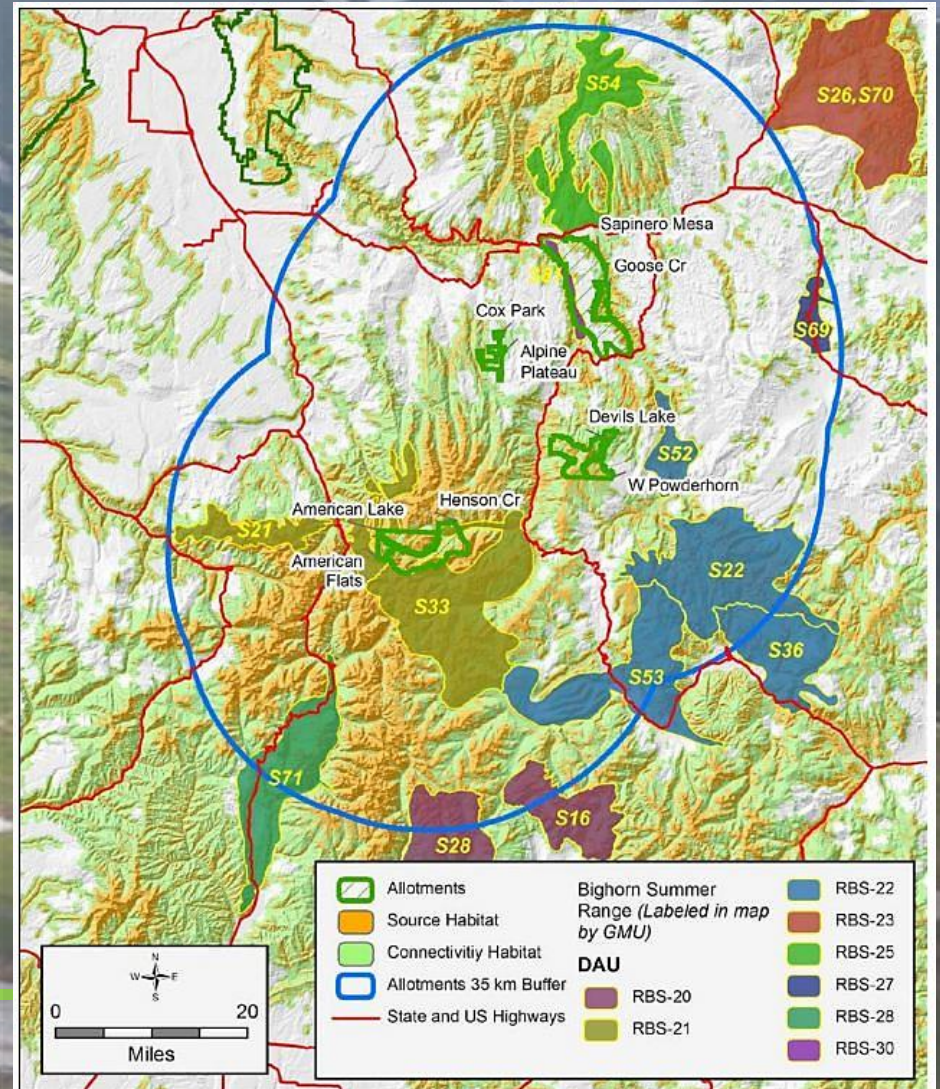 S54
S26,S70
Sapinero Mesa
Goose Cr
S69
Cox Park
Alpine
Plateau
Devils Lake
S52
W Powderhorn
American Lake
Henson Cr
S21
American
Flats
S33
S22
S36
S53
S71
S16
S28
Allotments
Source Habitat
Connectivitiy Habitat
Allotments 35 km Buffer
State and US Highways
Bighorn Summer
Range (Labeled in map
by GMU)
DAU
RBS-20
RBS-21
RBS-22
RBS-23
RBS-25
RBS-27
RBS-28
RBS-30
N
W E
S
0 20
Miles